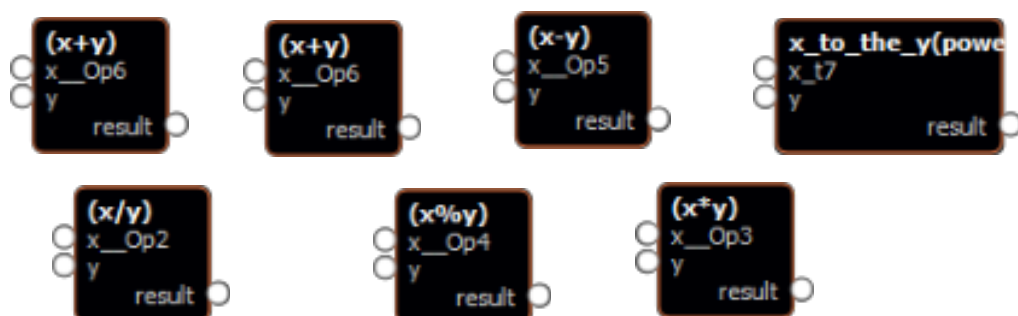 (x+y)
x__Op6
y
result
(x+y)
x__Op6
y
result
(x-y)
x__Op5
y
result
x_to_the_y(powe
x_t7
y
result
(x/y)
x__Op2
y
result
(x%y)
x__Op4
y
result
(x*y)
x__Op3
y
result